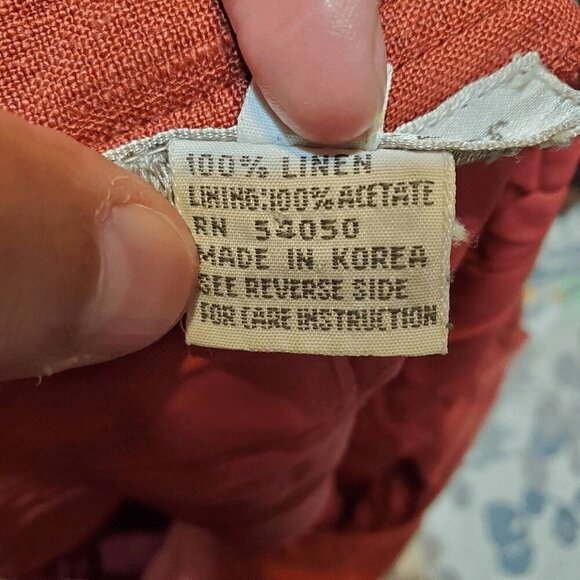 100% LINEN
LINING:100% ACETATE
RN 54050
MADE IN KOREA
SEE REVERSE SIDE
FOR CARE INSTRUCTION